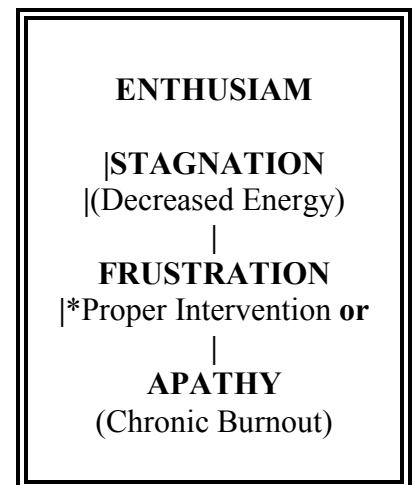 ENTHUSIAM
|STAGNATION
|(Decreased Energy)
|
FRUSTRATION
|*Proper Intervention or
|
APATHY
(Chronic Burnout)